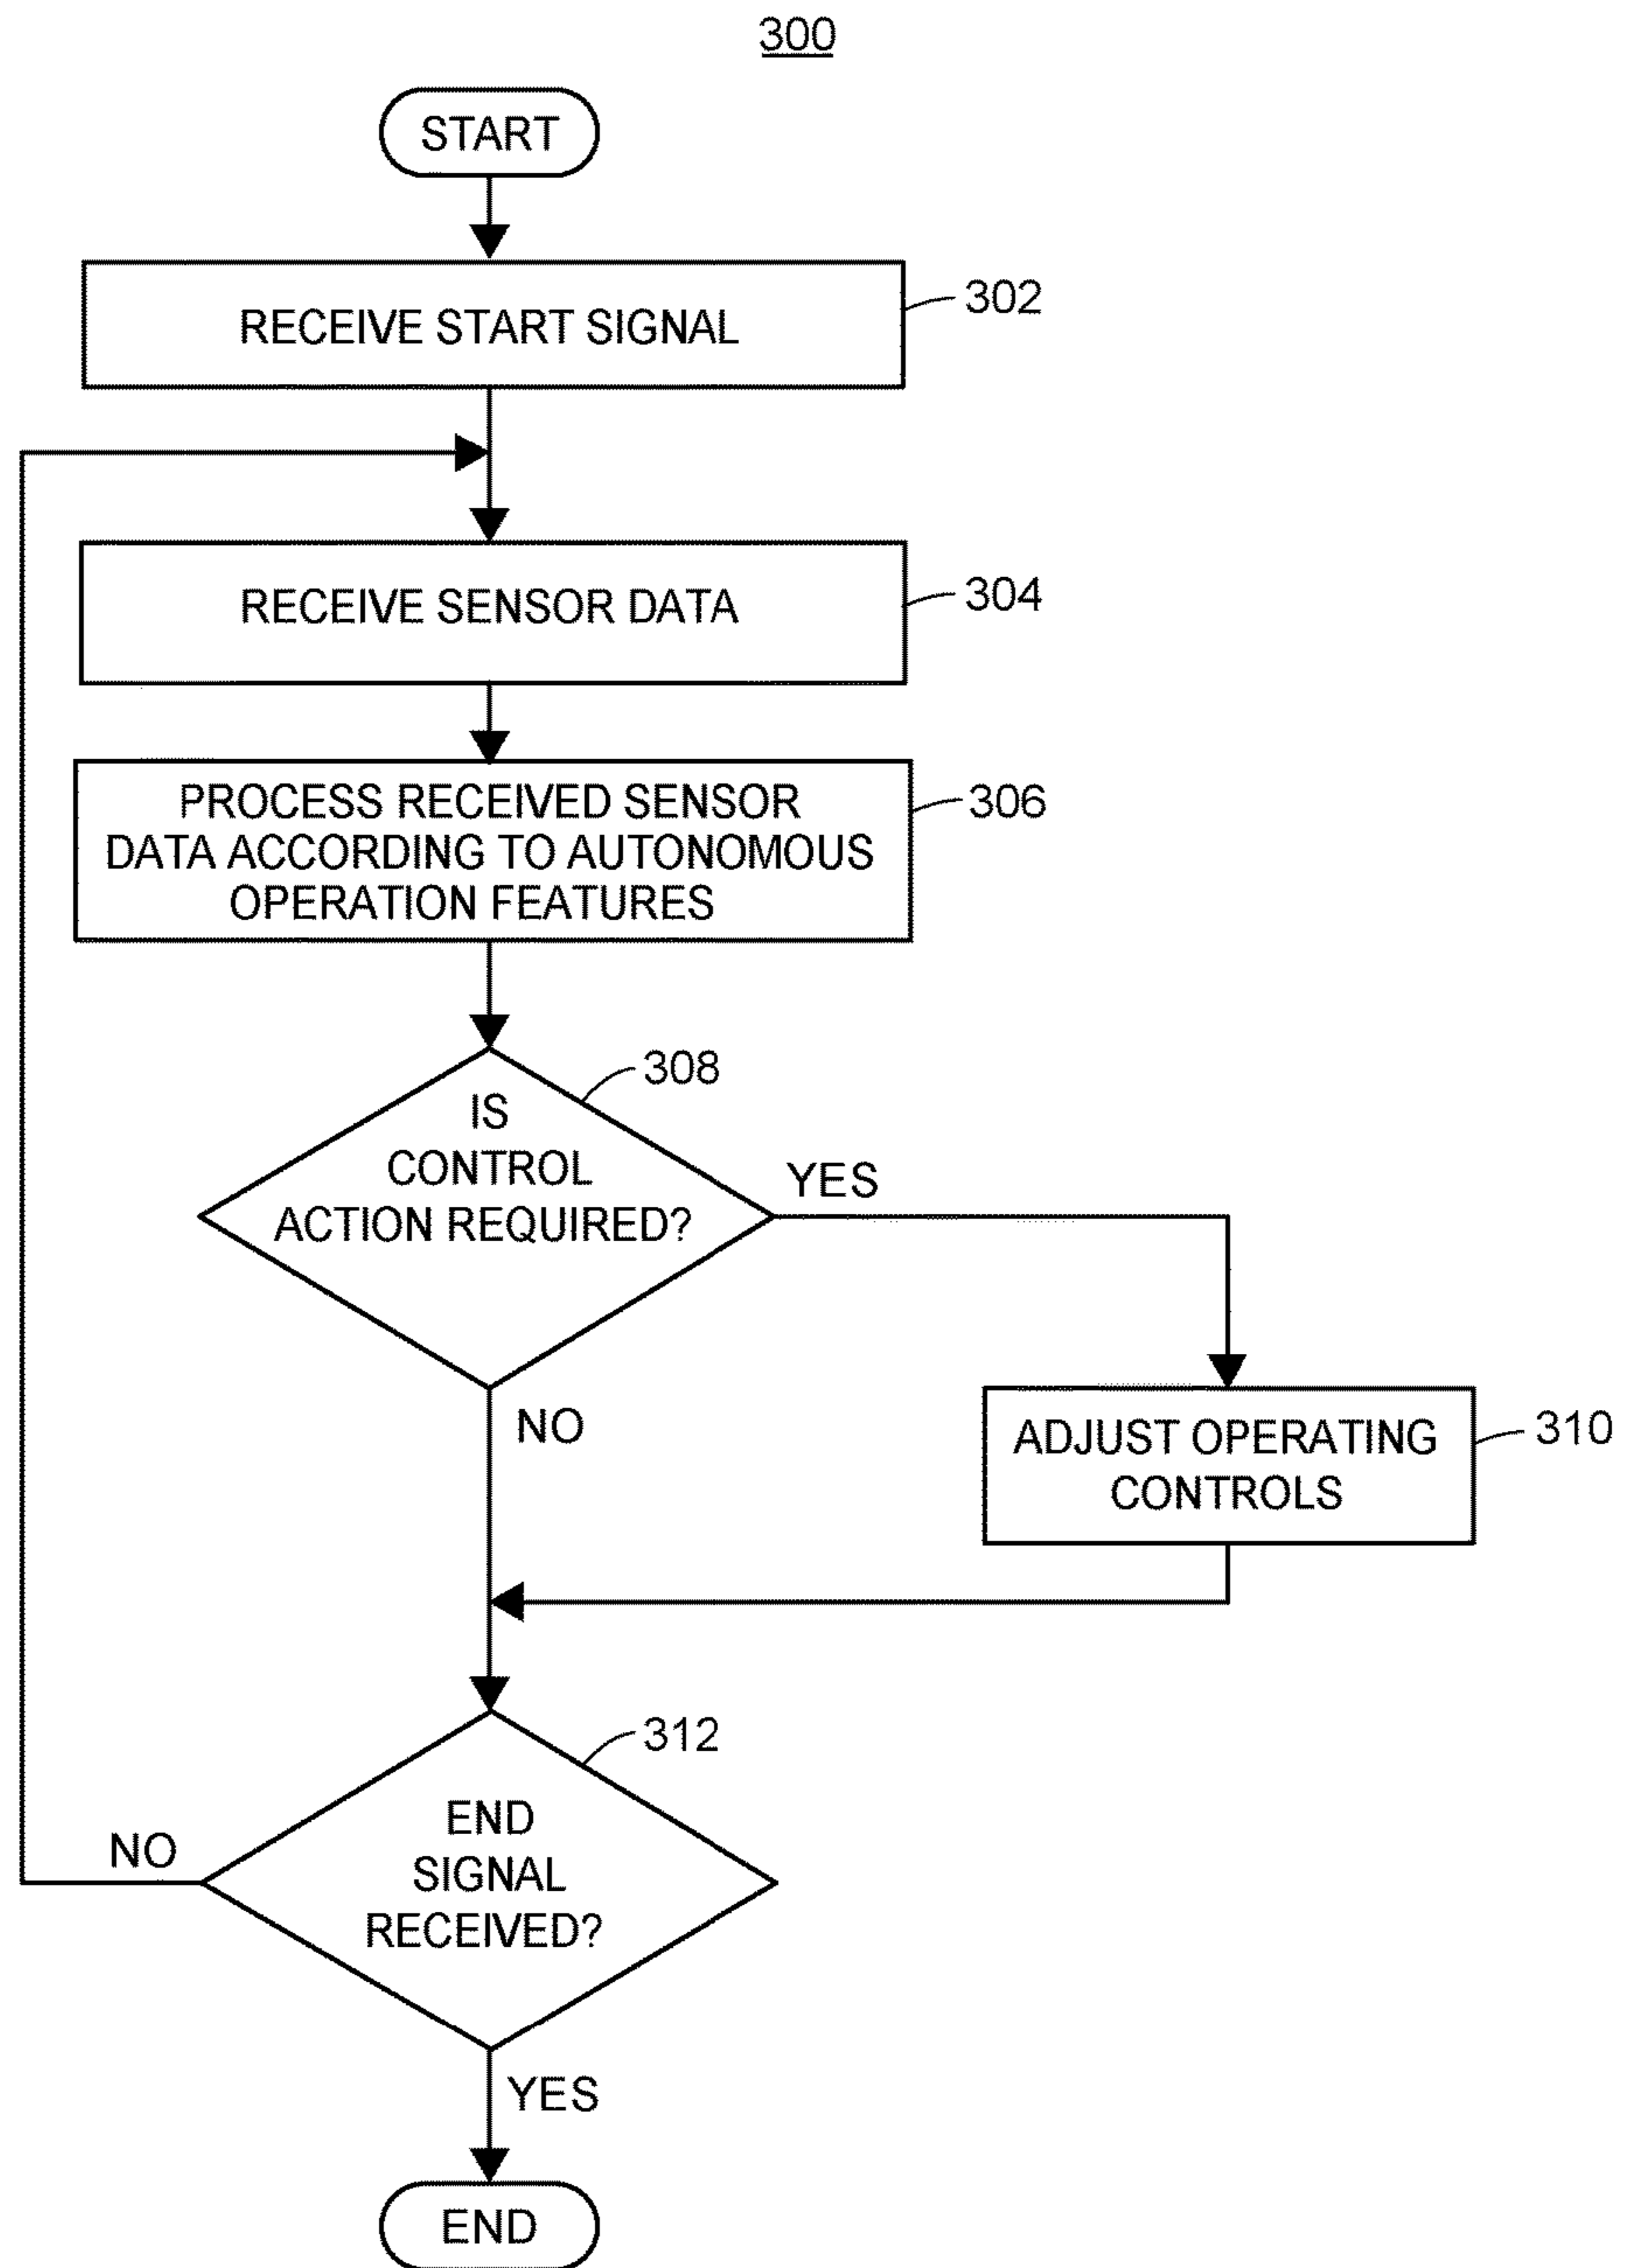 300
START
RECEIVE START SIGNAL
302
RECEIVE SENSOR DATA
304
PROCESS RECEIVED SENSOR
DATA ACCORDING TO AUTONOMOUS
OPERATION FEATURES
306
308
IS
CONTROL
ACTION REQUIRED?
YES
NO
ADJUST OPERATING
CONTROLS
310
312
END
SIGNAL
RECEIVED?
NO
YES
END